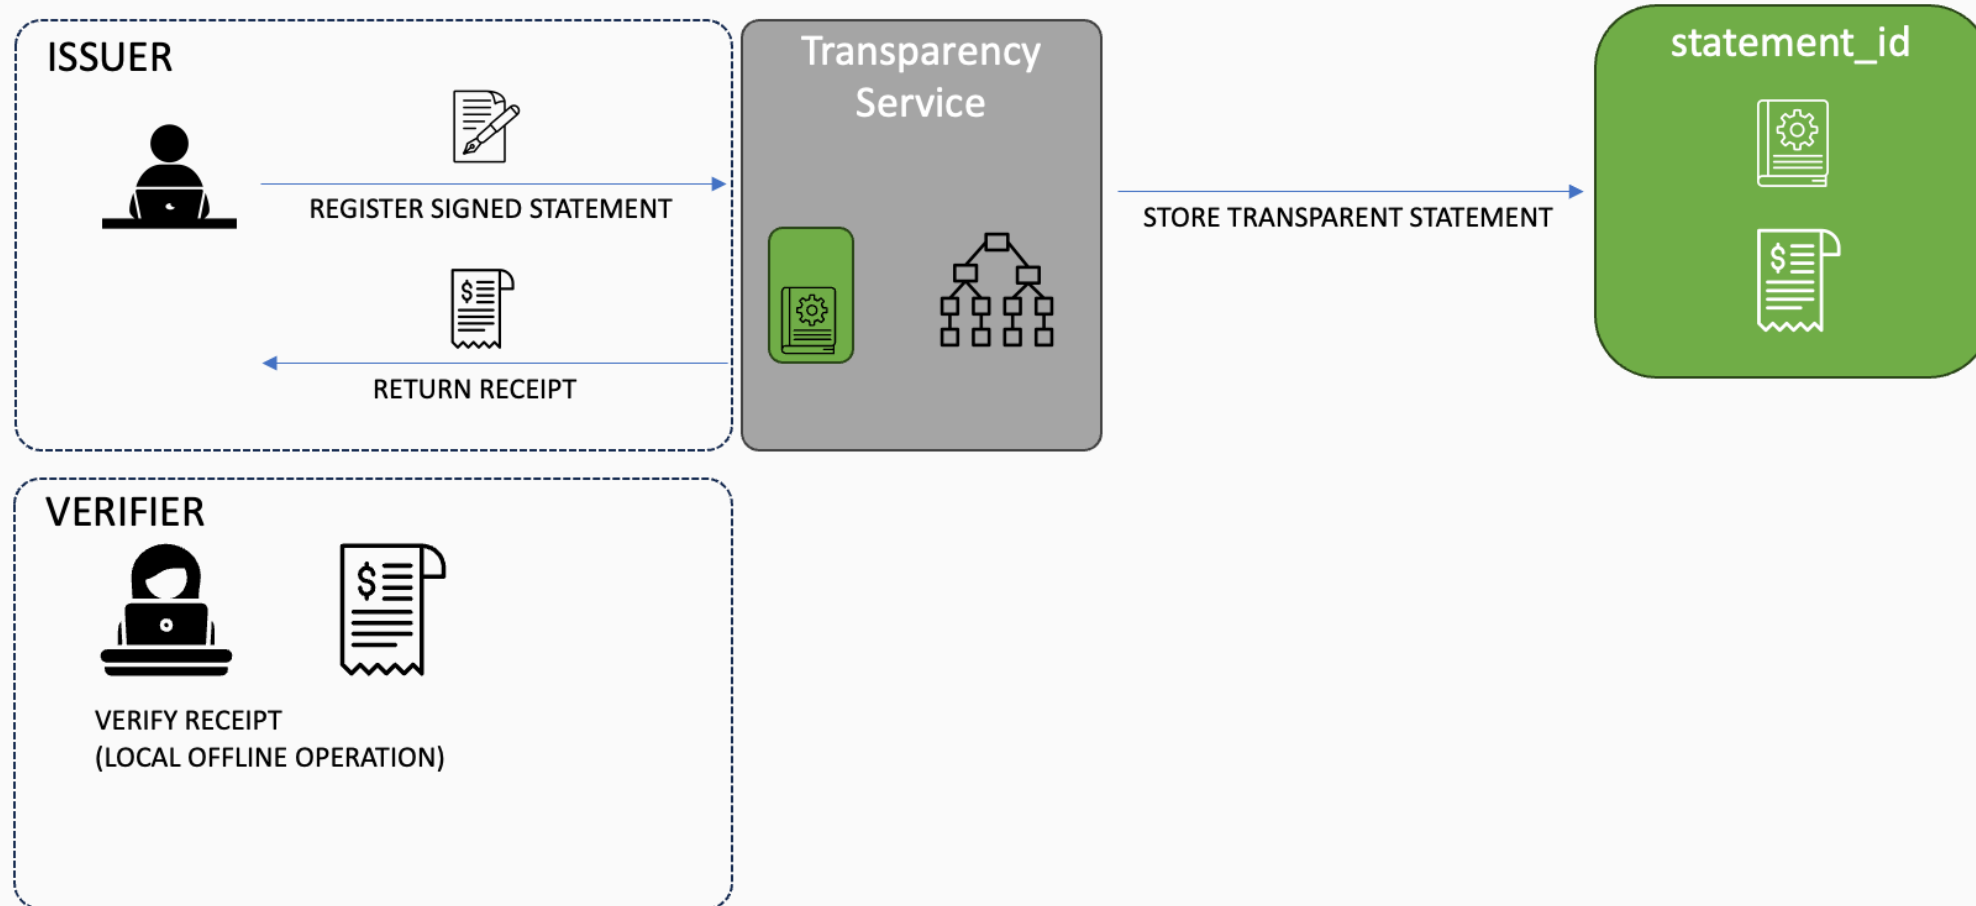 ISSUER
REGISTER SIGNED STATEMENT
$
RETURN RECEIPT
Transparency
Service
STORE TRANSPARENT STATEMENT
statement_id
$
VERIFIER
$
VERIFY RECEIPT
(LOCAL OFFLINE OPERATION)